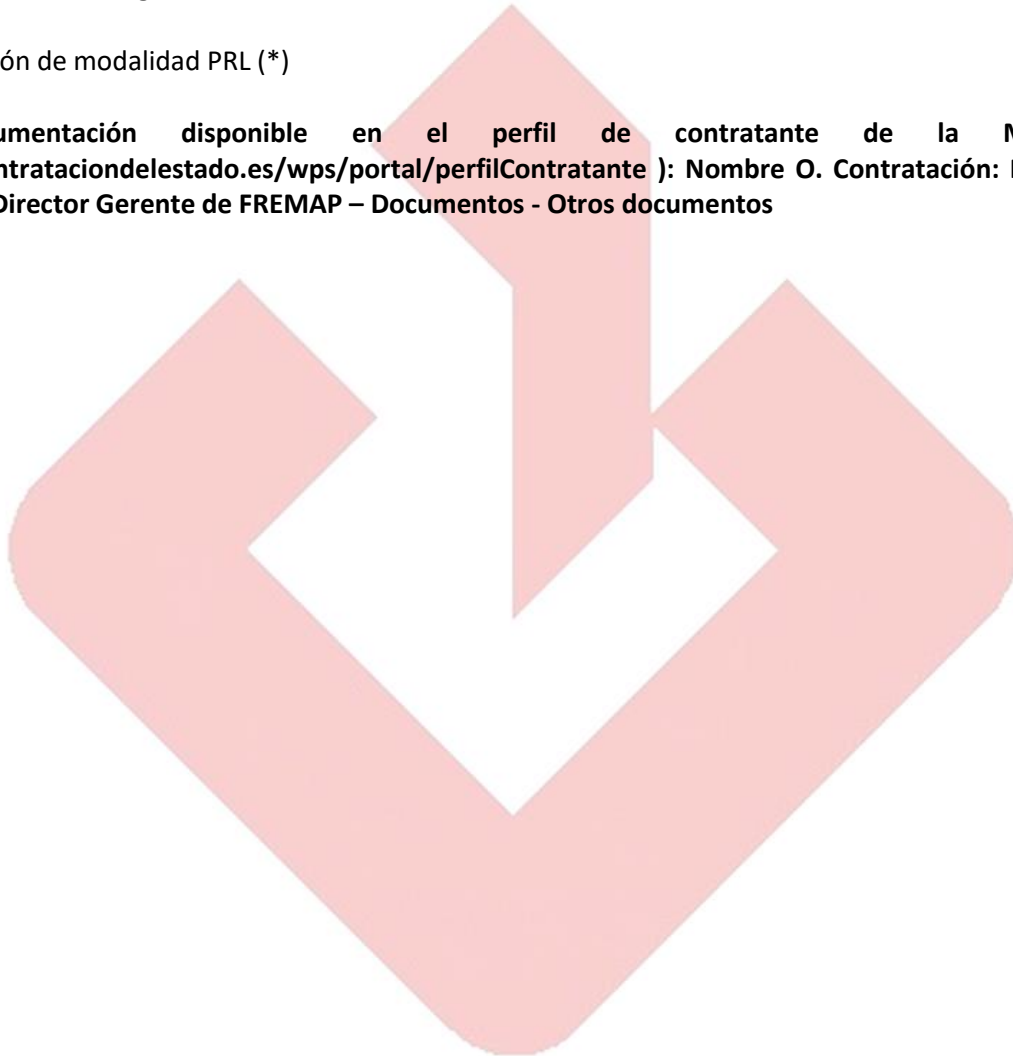 ón de modalidad PRL (*)
umentación disponible en el perfil de contratante de la M
ntrataciondelestado.es/wps/portal/perfilContratante ): Nombre O. Contratación: 
Director Gerente de FREMAP – Documentos - Otros documentos